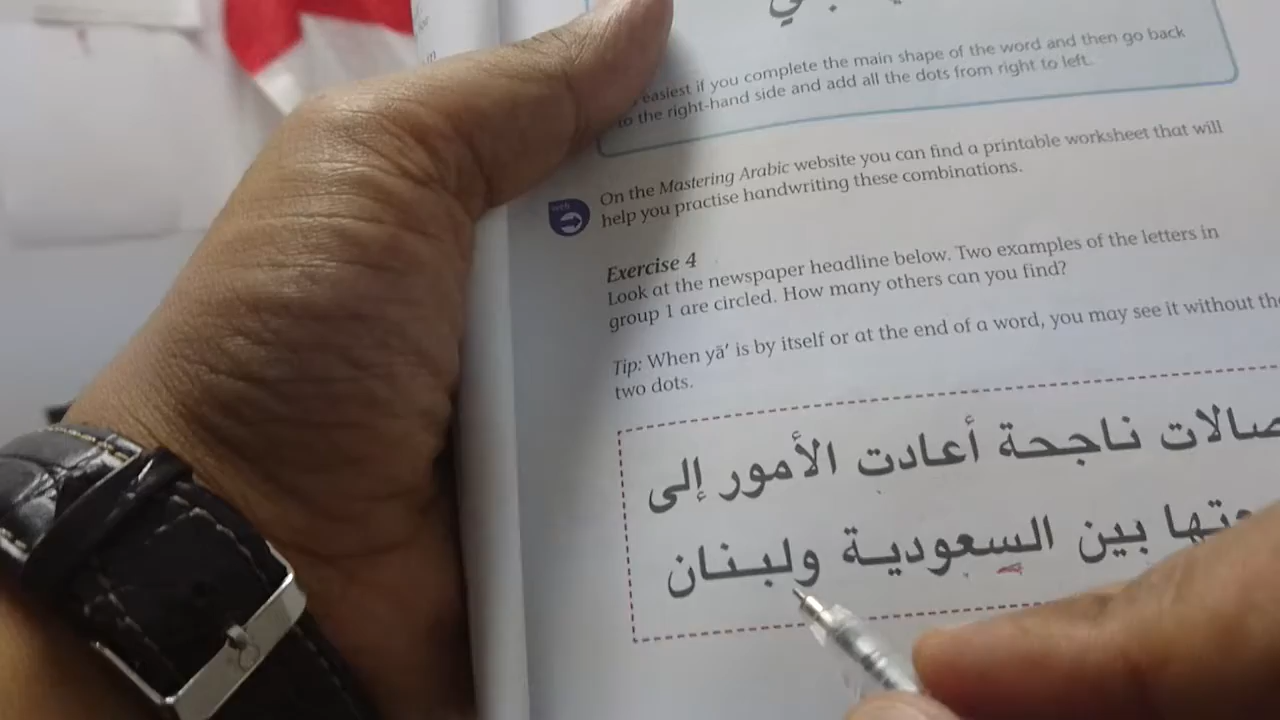 easiest if you complete the main shape of the word and then go back
to the right-hand side and add all the dots from right to left.
web
On the Mastering Arabic website you can find a printable worksheet that will
help you practise handwriting these combinations.
Exercise 4
Look at the newspaper headline below. Two examples of the letters in
group 1 are circled. How many others can you find?
Tip: When yā’ is by itself or at the end of a word, you may see it without the
two dots.
ناجحة أعادت الأمور إلى
بين السعودية ولبنان